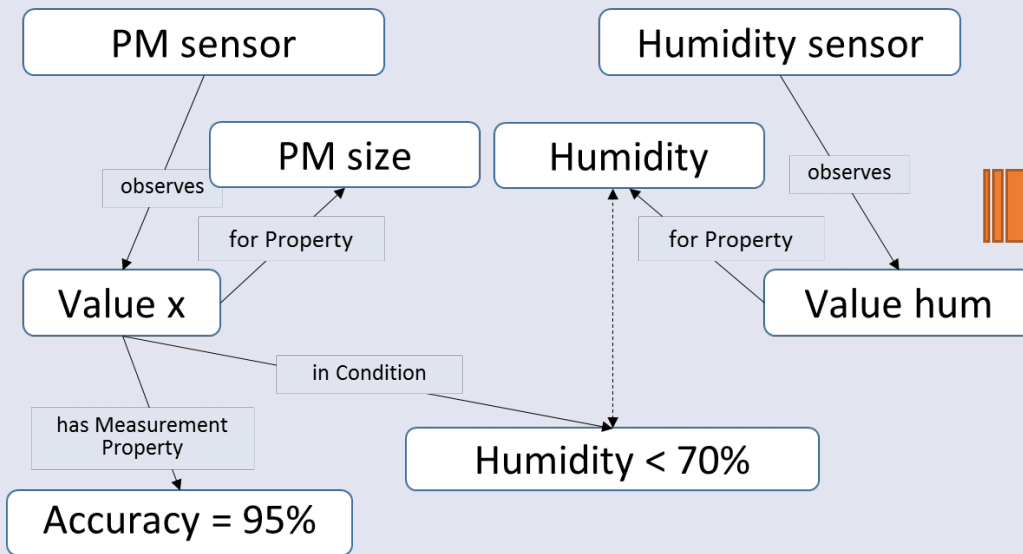 PM sensor
Humidity sensor
PM size
Humidity
observes
observes
for Property
for Property
Value x
Value hum
in Condition
has Measurement
Property
Humidity < 70%
Accuracy = 95%